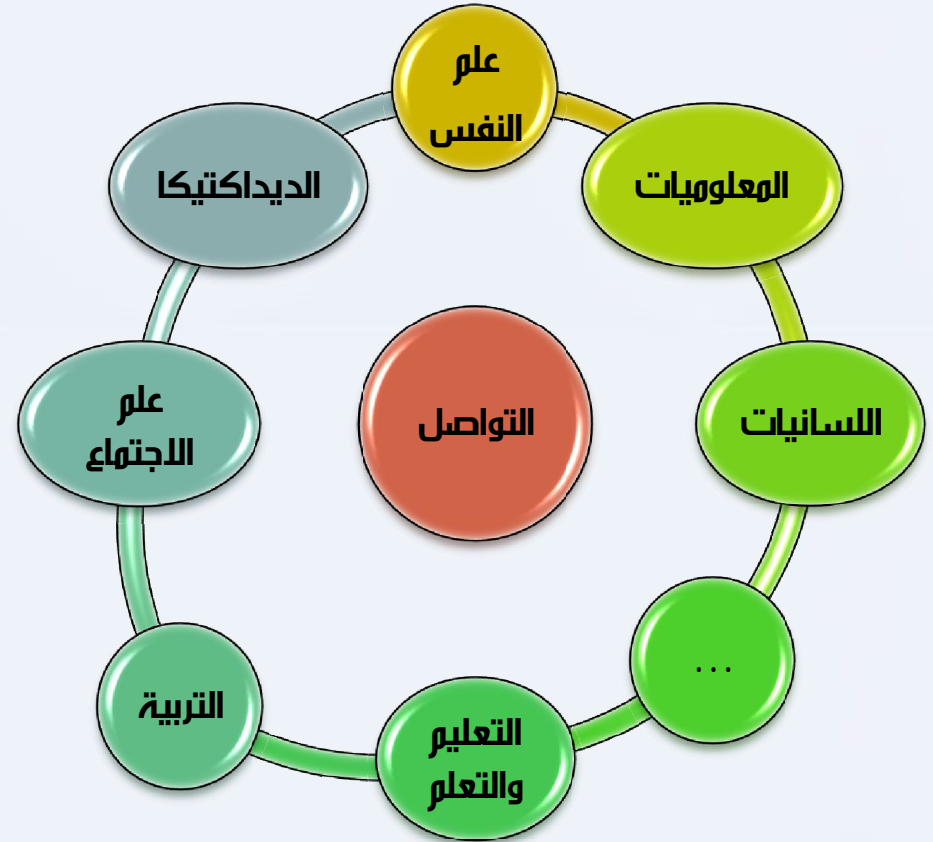 علم
النفس
المعلوميات
اللسانيات
...
التعليم
والتعلم
التربية
علم
الاجتماع
الديداكتيكا
التواصل